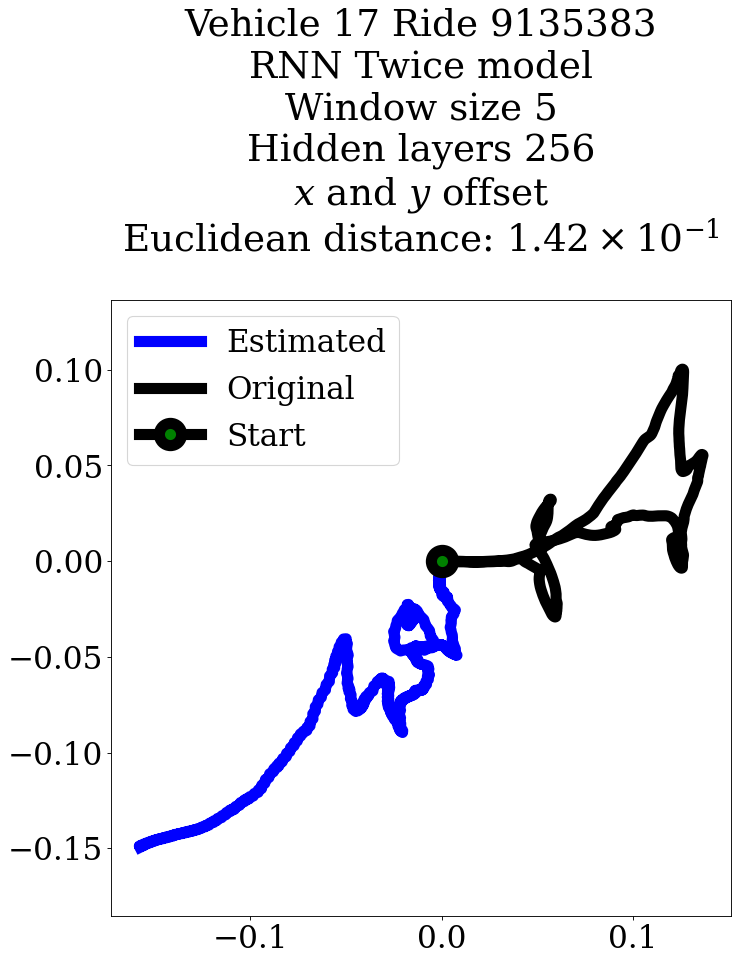 Vehicle 17 Ride 9135383
RNN Twice model
Window size 5
Hidden layers 256
x and y offset
Euclidean distance: 1.42 × 10⁻¹
Estimated
Original
Start
0.10
0.05
0.00
−0.05
−0.10
−0.15
−0.1 0.0 0.1